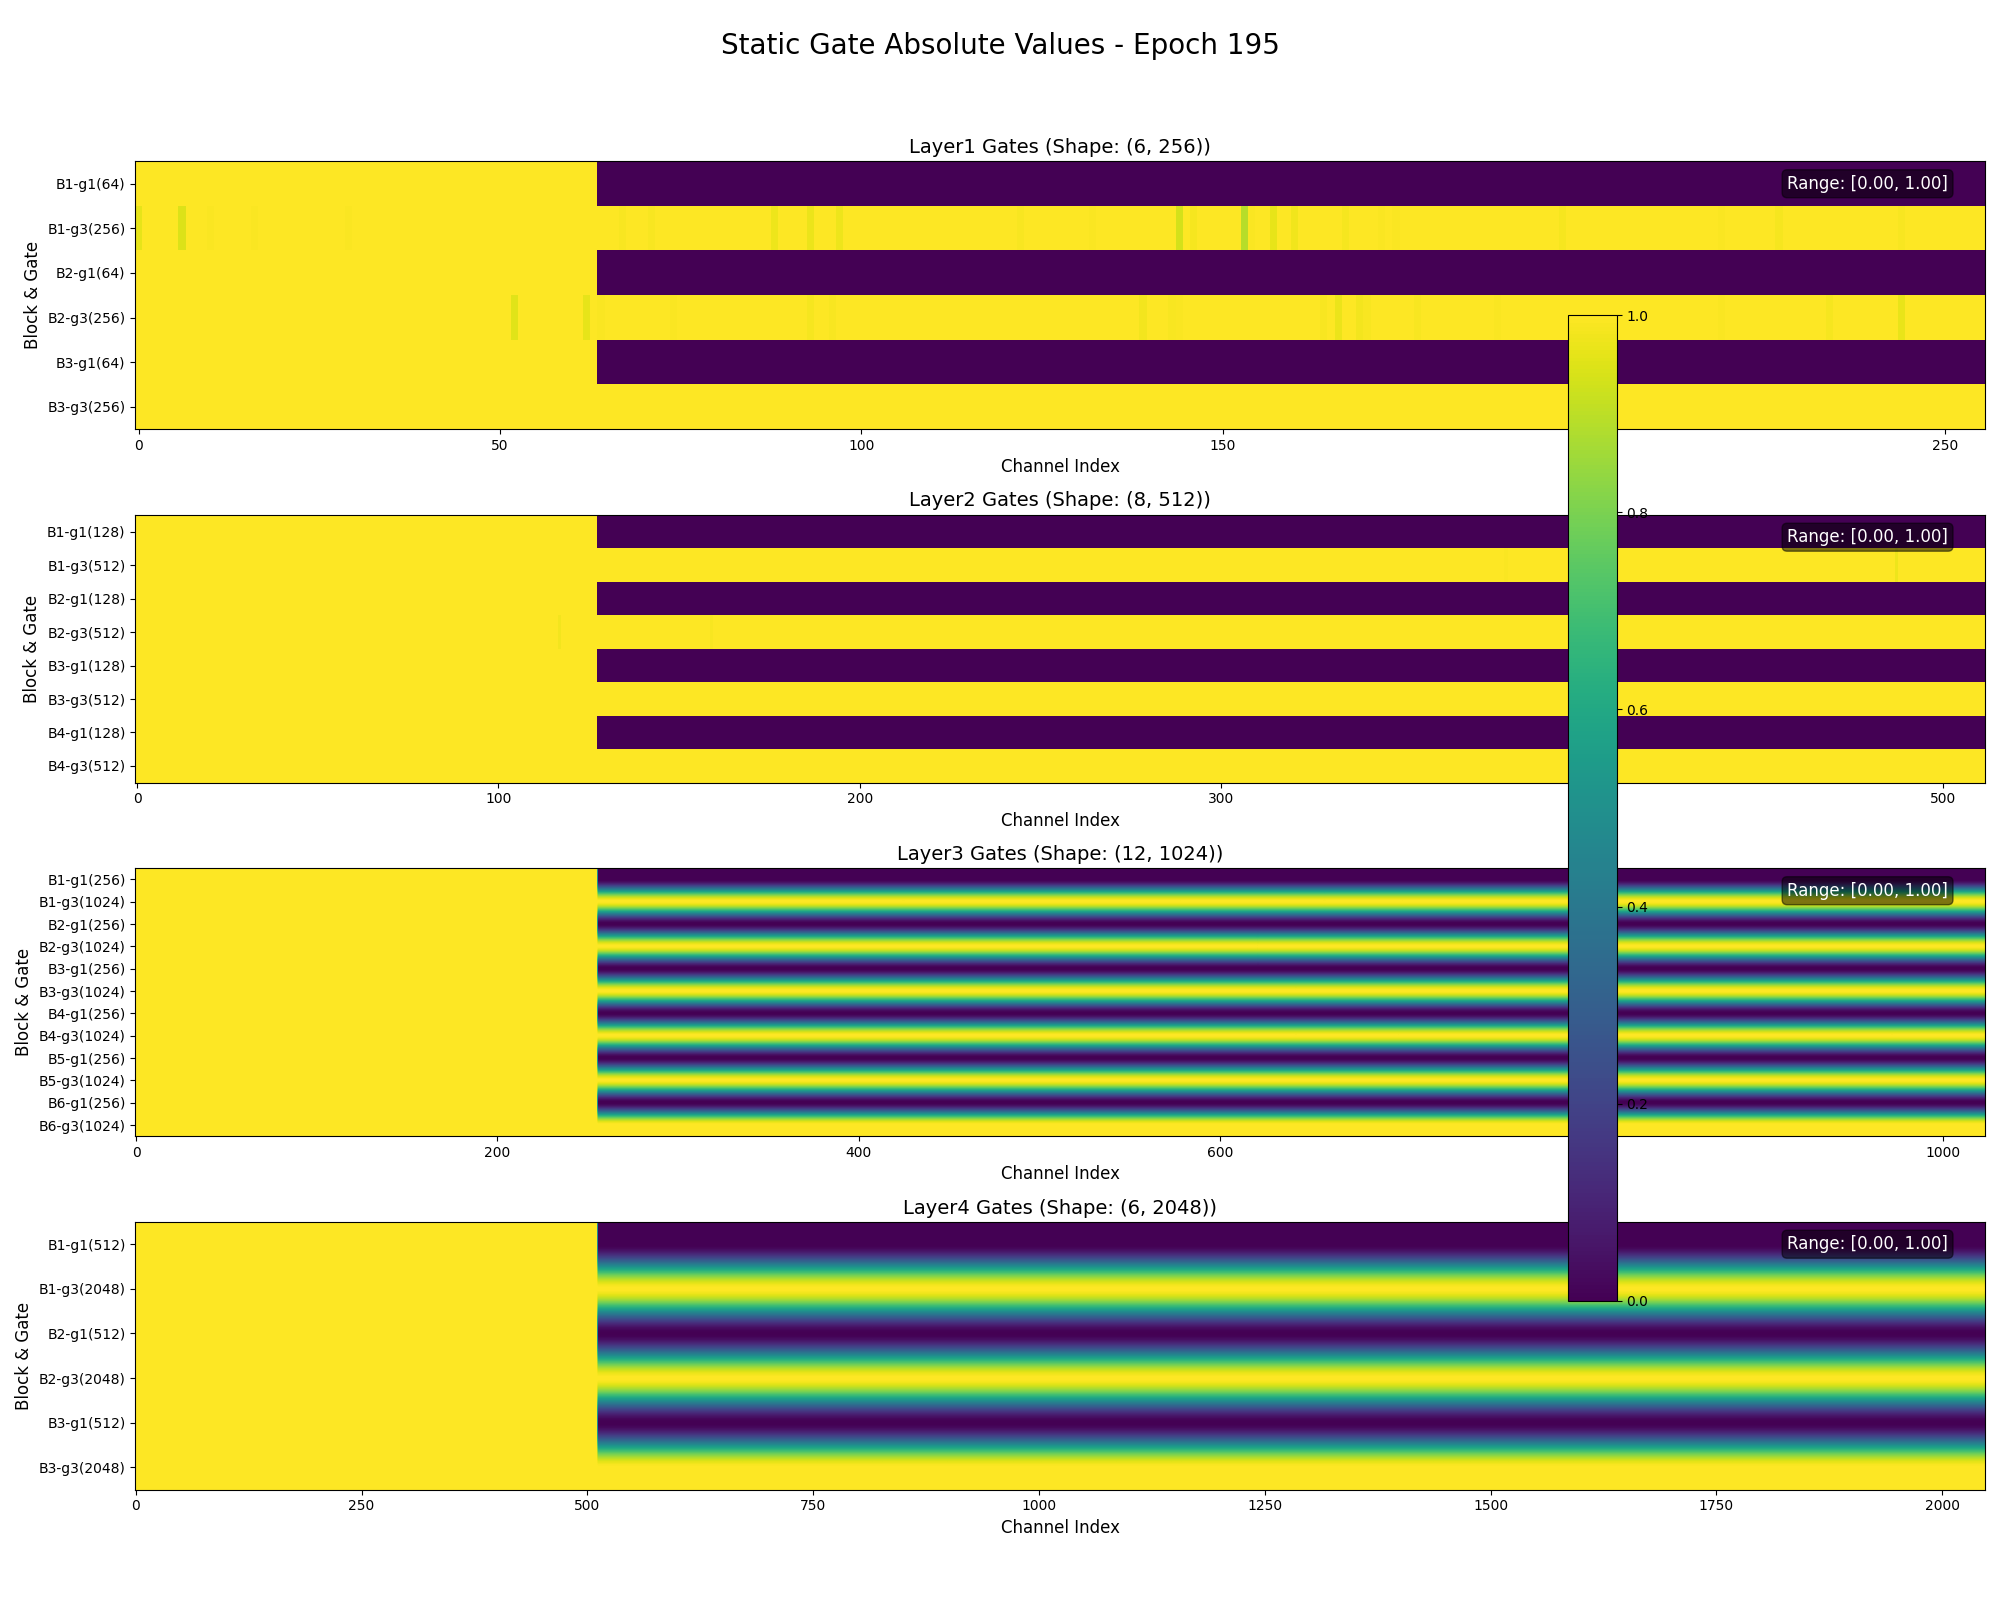 Static Gate Absolute Values - Epoch 195
Layer1 Gates (Shape: (6, 256))
Block & Gate
B1-g1(64)
B1-g3(256)
B2-g1(64)
B2-g3(256)
B3-g1(64)
B3-g3(256)
Range: [0.00, 1.00]
0 50 100 150 250
Channel Index
Layer2 Gates (Shape: (8, 512))
Block & Gate
B1-g1(128)
B1-g3(512)
B2-g1(128)
B2-g3(512)
B3-g1(128)
B3-g3(512)
B4-g1(128)
B4-g3(512)
Range: [0.00, 1.00]
0 100 200 300 500
Channel Index
Layer3 Gates (Shape: (12, 1024))
Block & Gate
B1-g1(256)
B1-g3(1024)
B2-g1(256)
B2-g3(1024)
B3-g1(256)
B3-g3(1024)
B4-g1(256)
B4-g3(1024)
B5-g1(256)
B5-g3(1024)
B6-g1(256)
B6-g3(1024)
Range: [0.00, 1.00]
0 200 400 600 1000
Channel Index
Layer4 Gates (Shape: (6, 2048))
Block & Gate
B1-g1(512)
B1-g3(2048)
B2-g1(512)
B2-g3(2048)
B3-g1(512)
B3-g3(2048)
Range: [0.00, 1.00]
0 250 500 750 1000 1250 1500 1750 2000
Channel Index
1.0
0.8
0.6
0.4
0.2
0.0